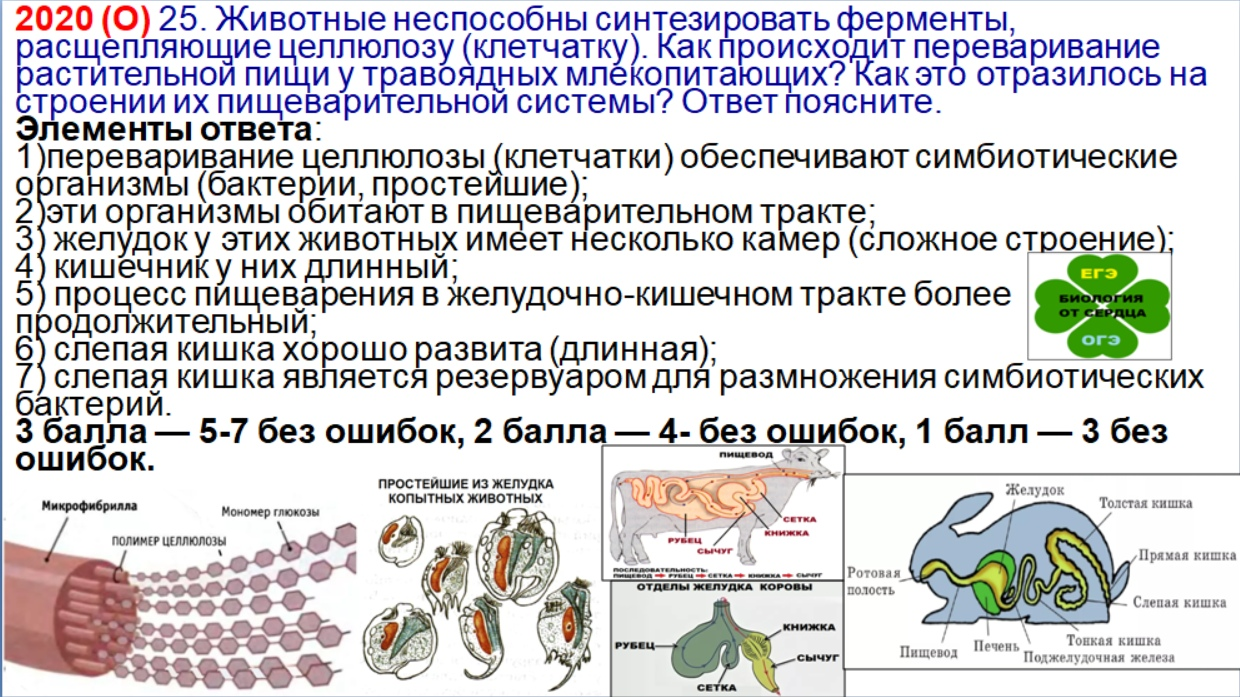 2020 (О) 25. Животные неспособны синтезировать ферменты,
расщепляющие целлюлозу (клетчатку). Как происходит переваривание
растительной пищи у травоядных млекопитающих? Как это отразилось на
строении их пищеварительной системы? Ответ поясните.
Элементы ответа:
1)переваривание целлюлозы (клетчатки) обеспечивают симбиотические
организмы (бактерии, простейшие);
2)эти организмы обитают в пищеварительном тракте;
3) желудок у этих животных имеет несколько камер (сложное строение);
4) кишечник у них длинный;
5) процесс пищеварения в желудочно-кишечном тракте более
продолжительный;
6) слепая кишка хорошо развита (длинная);
7) слепая кишка является резервуаром для размножения симбиотических
бактерий.
3 балла — 5-7 без ошибок, 2 балла — 4- без ошибок, 1 балл — 3 без
ошибок.
ЕГЭ
БИОЛОГИЯ
ОТ СЕРДЦА
ОГЭ
Микрофибрилла
Мономер глюкозы
ПОЛИМЕР ЦЕЛЛЮЛОЗЫ
ПРОСТЕЙШИЕ ИЗ ЖЕЛУДКА
КОПЫТНЫХ ЖИВОТНЫХ
ПИЩЕВОД
СЕТКА
КНИЖКА
РУБЕЦ
СЫЧУГ
ПОСЛЕДОВАТЕЛЬНОСТЬ:
ПИЩЕВОД РУБЕЦ СЕТКА КНИЖКА СЫЧУГ
ОТДЕЛЫ ЖЕЛУДКА КОРОВЫ
КНИЖКА
РУБЕЦ
СЫЧУГ
СЕТКА
Желудок
Толстая кишка
Прямая кишка
Ротовая
полость
Слепая кишка
Тонкая кишка
Печень
Пищевод
Поджелудочная железа